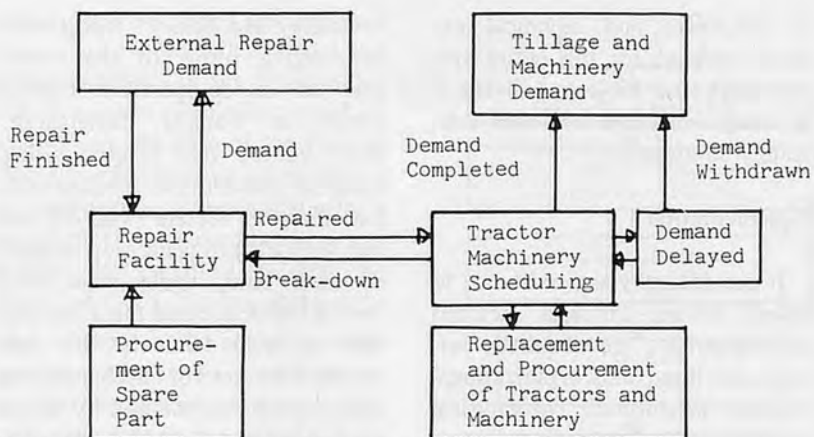 External Repair
Demand
Tillage and
Machinery
Demand
Repair
Finished
Demand
Demand
Completed
Demand
Withdrawn
Repair
Facility
Repaired
Break-down
Tractor
Machinery
Scheduling
Demand
Delayed
Procure-
ment of
Spare
Part
Replacement
and Procurement
of Tractors and
Machinery